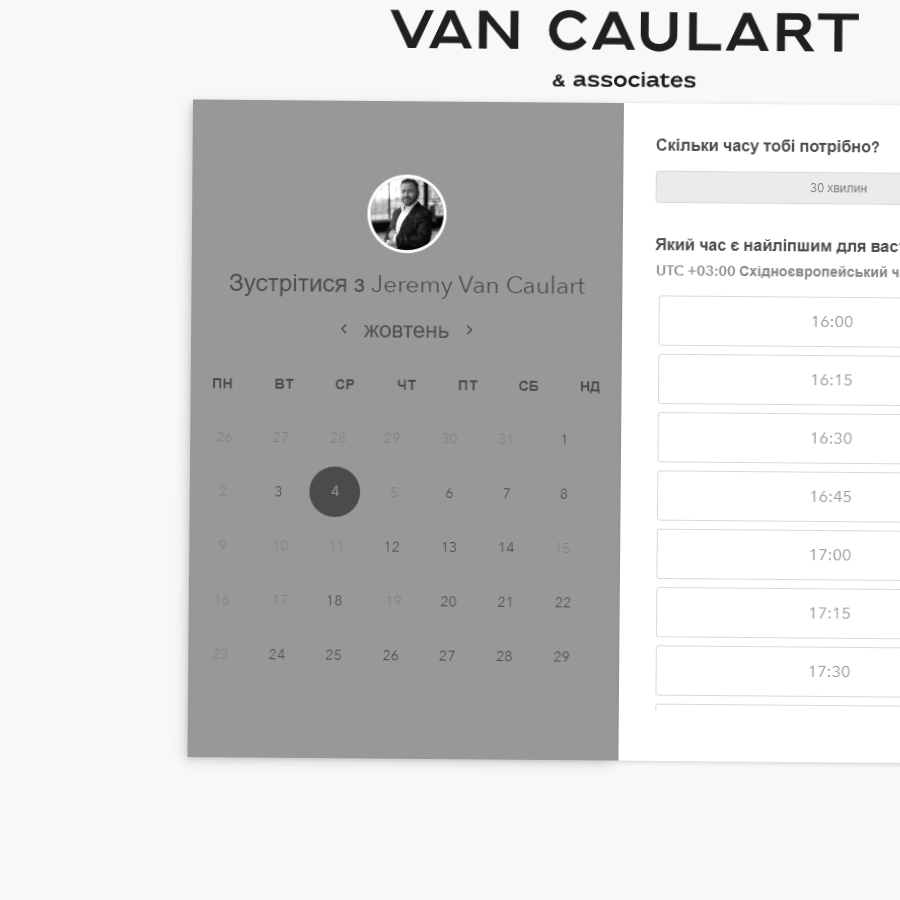 VAN CAULART
& associates
Зустрітися з Jeremy Van Caulart
жовтень
ПН ВТ СР ЧТ ПТ СБ НД
26 27 28 29 30 31 1
2 3 4 5 6 7 8
9 10 11 12 13 14 15
16 17 18 19 20 21 22
23 24 25 26 27 28 29
Скільки часу тобі потрібно?
30 хвилин
Який час є найліпшим для вас
UTC +03:00 Східноєвропейський ч
16:00
16:15
16:30
16:45
17:00
17:15
17:30